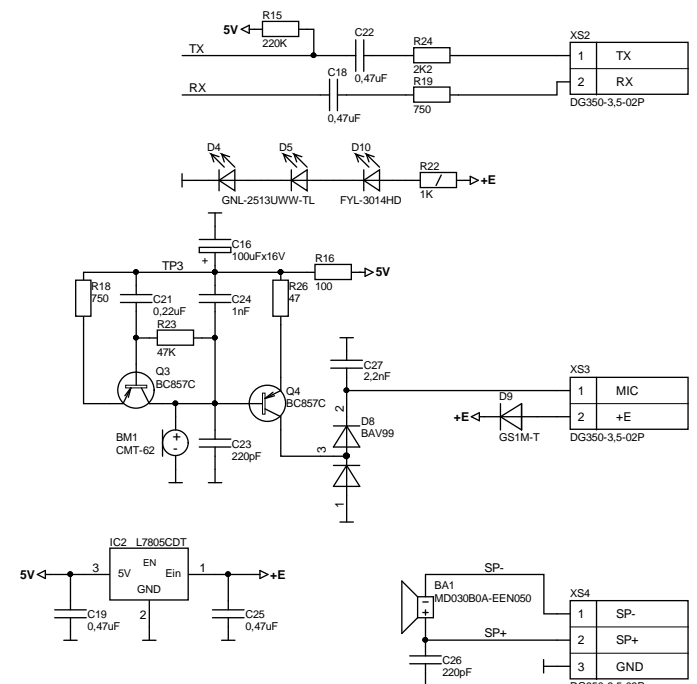 R15
5V
220K
TX
C22
0,47uF
R24
2K2
XS2
1 TX
2 RX
DG350-3,5-02P
RX
C18
0,47uF
R19
750
D4
D5
D10
GNL-2513UWW-TL
FYL-3014HD
R22
1K
+E
C16
100uFx16V
+
TP3
R16
100
5V
R18
750
C21
0,22uF
C24
1nF
R26
47
R23
47K
Q3
BC857C
Q4
BC857C
C27
2,2nF
2
D8
BAV99
3
1
BM1
CMT-62
+
-
C23
220pF
XS3
1 MIC
2 +E
DG350-3,5-02P
D9
+E
GS1M-T
IC2 L7805CDT
5V
3
5V
EN
Ein
1
+E
GND
2
C19
0,47uF
C25
0,47uF
SP-
BA1
MD030B0A-EEN050
-
+
SP+
C26
220pF
XS4
1 SP-
2 SP+
3 GND